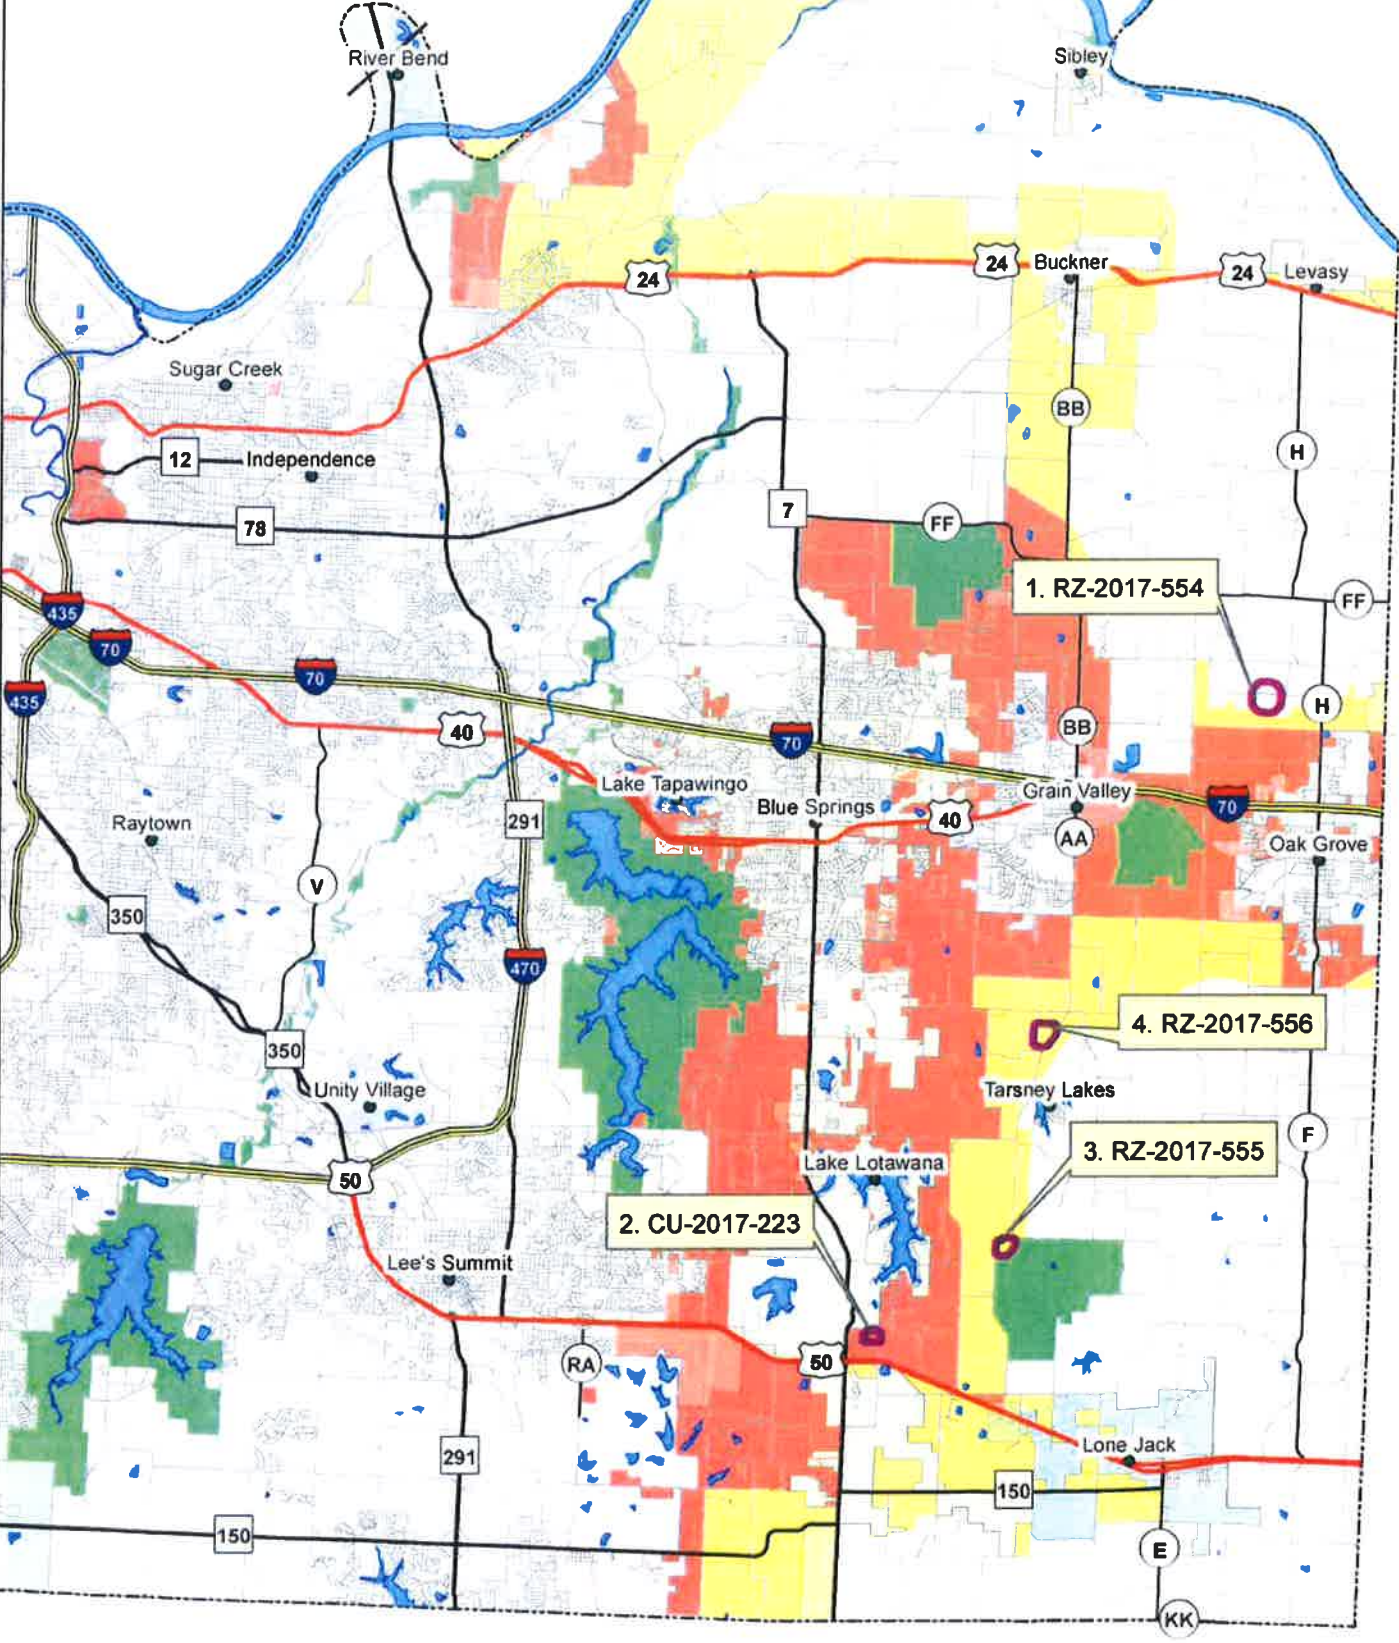 River Bend
Sibley
24
24
Buckner
24
Levasy
Sugar Creek
BB
12
Independence
H
78
7
FF
1. RZ-2017-554
FF
435
70
70
435
H
40
BB
70
Lake Tapawingo
Grain Valley
Blue Springs
70
291
40
Raytown
AA
Oak Grove
V
350
470
4. RZ-2017-556
350
Unity Village
Tarsney Lakes
F
3. RZ-2017-555
Lake Lotawana
50
2. CU-2017-223
Lee's Summit
RA
50
Lone Jack
291
150
150
E
KK